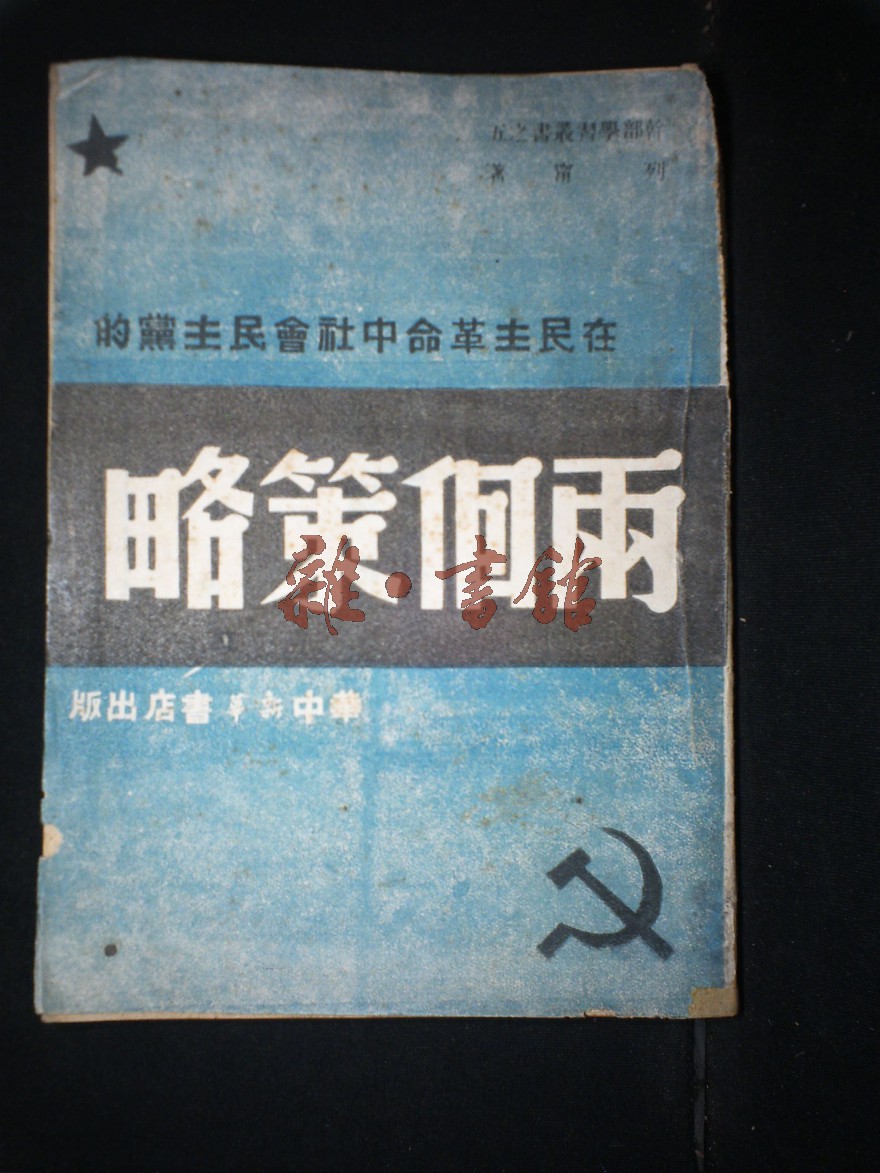 幹部學習叢書之五
列甯著
在民主革命中社會民主黨的
兩個策略
雜·書館
華中新華書店出版